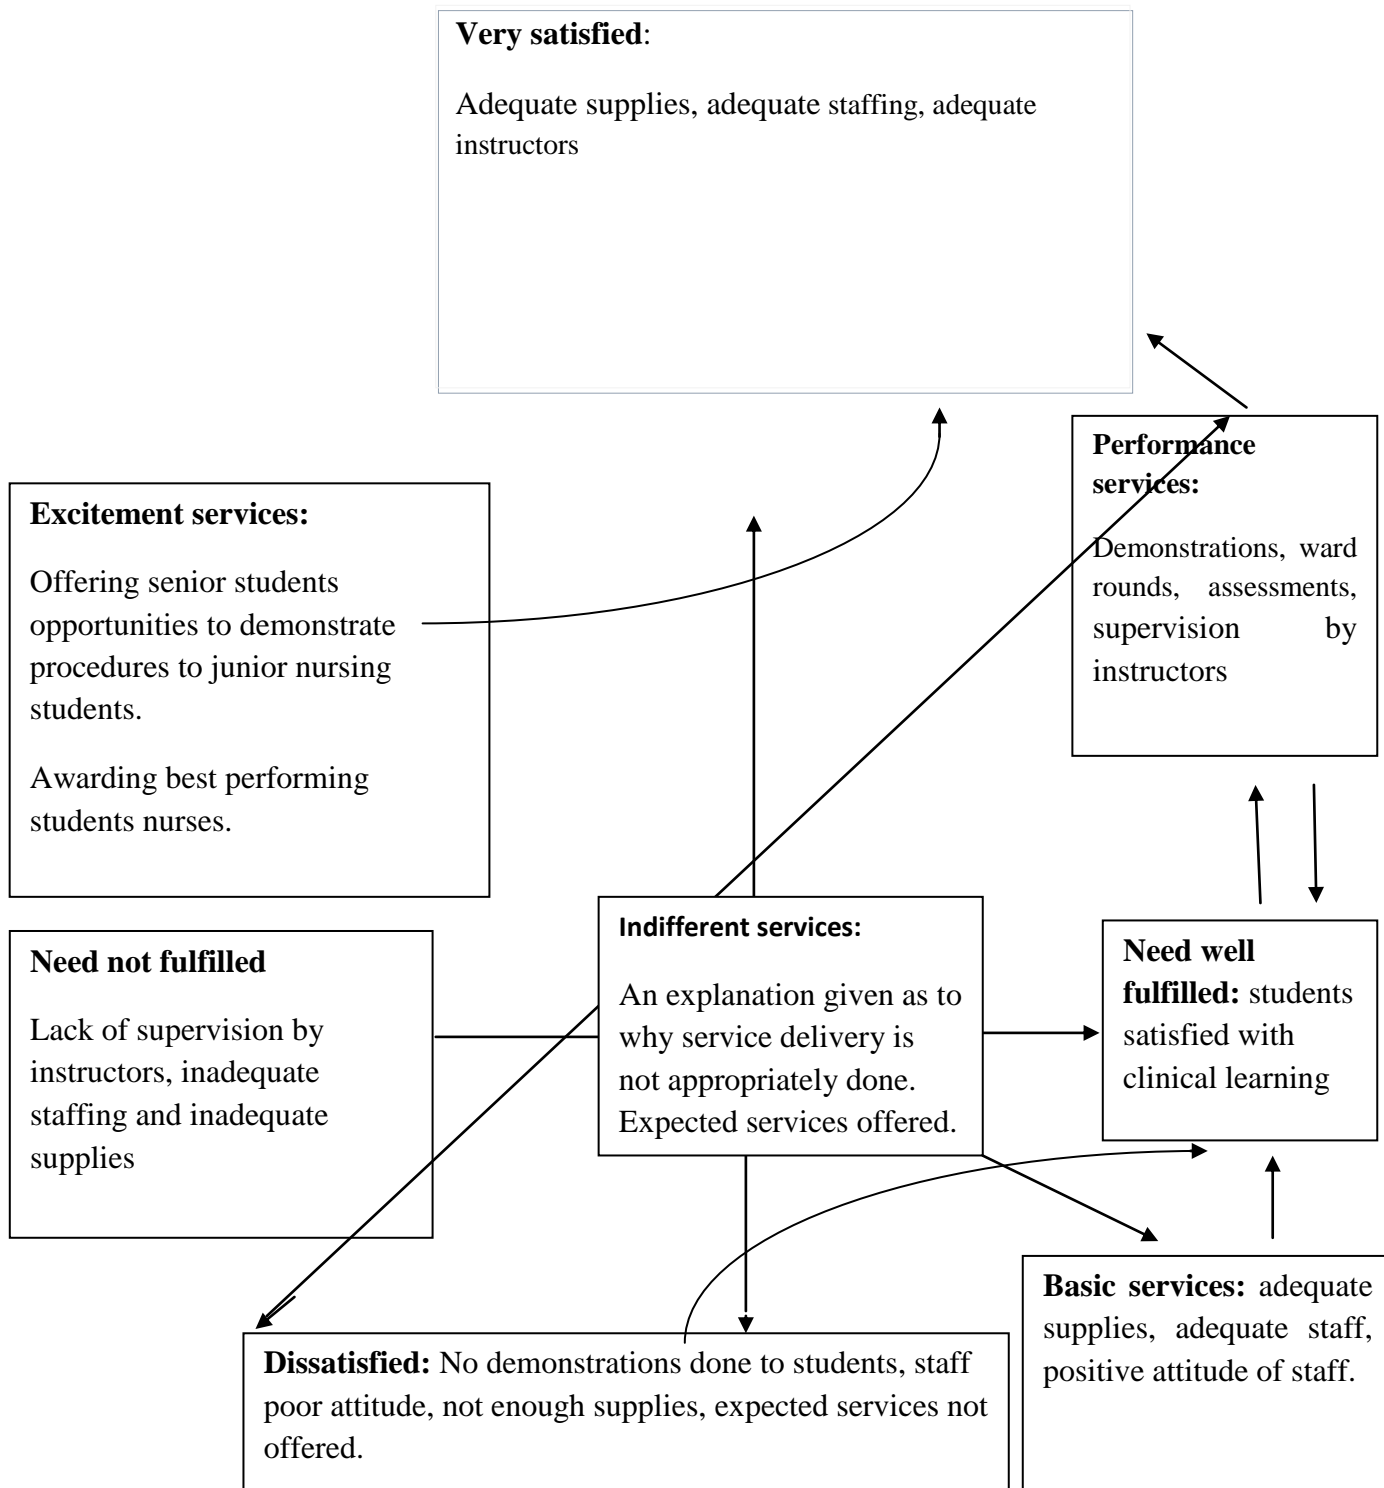 Very satisfied:
Adequate supplies, adequate staffing, adequate
instructors
Performance
services:
Demonstrations, ward
rounds, assessments,
supervision by
instructors
Excitement services:
Offering senior students
opportunities to demonstrate
procedures to junior nursing
students.
Awarding best performing
students nurses.
Need not fulfilled
Lack of supervision by
instructors, inadequate
staffing and inadequate
supplies
Indifferent services:
An explanation given as to
why service delivery is
not appropriately done.
Expected services offered.
Need well
fulfilled: students
satisfied with
clinical learning
Dissatisfied: No demonstrations done to students, staff
poor attitude, not enough supplies, expected services not
offered.
Basic services: adequate
supplies, adequate staff,
positive attitude of staff.